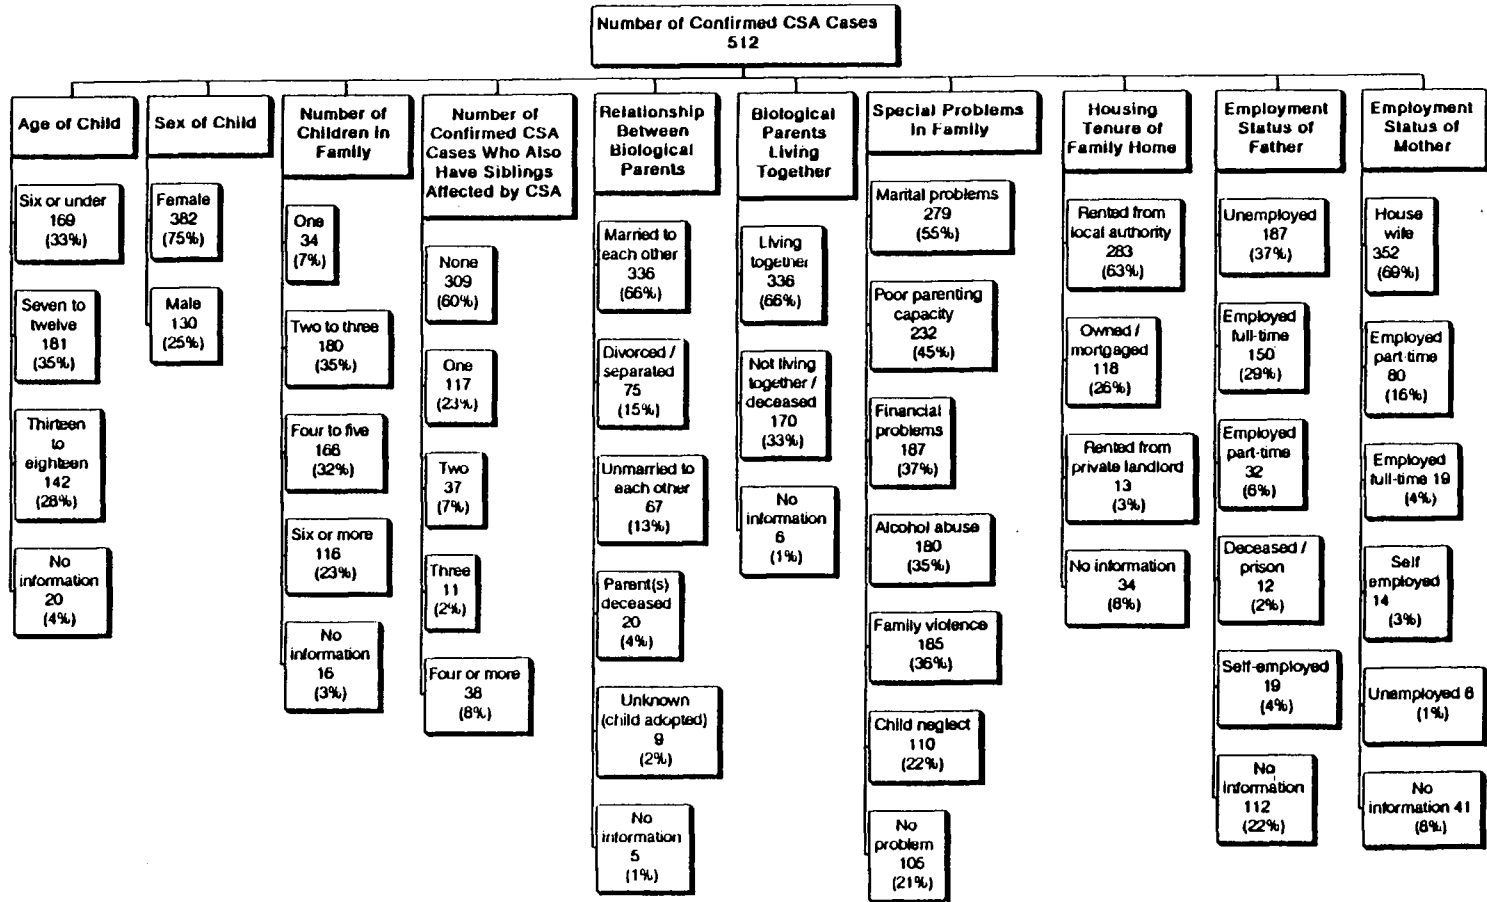 Number of Confirmed CSA Cases
512
Age of Child
Six or under
169
(33%)
Seven to
twelve
181
(35%)
Thirteen
to
eighteen
142
(28%)
No
information
20
(4%)
Sex of Child
Female
382
(75%)
Male
130
(25%)
Number of
Children in
Family
One
34
(7%)
Two to three
180
(35%)
Four to five
166
(32%)
Six or more
116
(23%)
No
information
16
(3%)
Number of
Confirmed CSA
Cases Who Also
Have Siblings
Affected by CSA
None
309
(60%)
One
117
(23%)
Two
37
(7%)
Three
11
(2%)
Four or more
38
(8%)
Relationship
Between
Biological
Parents
Married to
each other
336
(66%)
Divorced /
separated
75
(15%)
Unmarried to
each other
67
(13%)
Parent(s)
deceased
20
(4%)
Unknown
(child adopted)
9
(2%)
No
information
5
(1%)
Biological
Parents
Living
Together
Living
together
336
(66%)
Not living
together /
deceased
170
(33%)
No
information
6
(1%)
Special Problems
in Family
Marital problems
279
(55%)
Poor parenting
capacity
232
(45%)
Financial
problems
187
(37%)
Alcohol abuse
180
(35%)
Family violence
185
(36%)
Child neglect
110
(22%)
No
problem
(21%)
Housing
Tenure of
Family Home
Rented from
local authority
283
(63%)
Owned /
mortgaged
118
(26%)
Rented from
private landlord
13
(3%)
No information
34
(8%)
Employment
Status of
Father
Unemployed
187
(37%)
Employed
full-time
150
(29%)
Employed
part-time
32
(6%)
Deceased /
prison
12
(2%)
Self-employed
19
(4%)
No
information
112
(22%)
Employment
Status of
Mother
House
wife
352
(69%)
Employed
part-time
80
(16%)
Employed
full-time 19
(4%)
Self
employed
14
(3%)
Unemployed
(1%)
No
information 41
(8%)